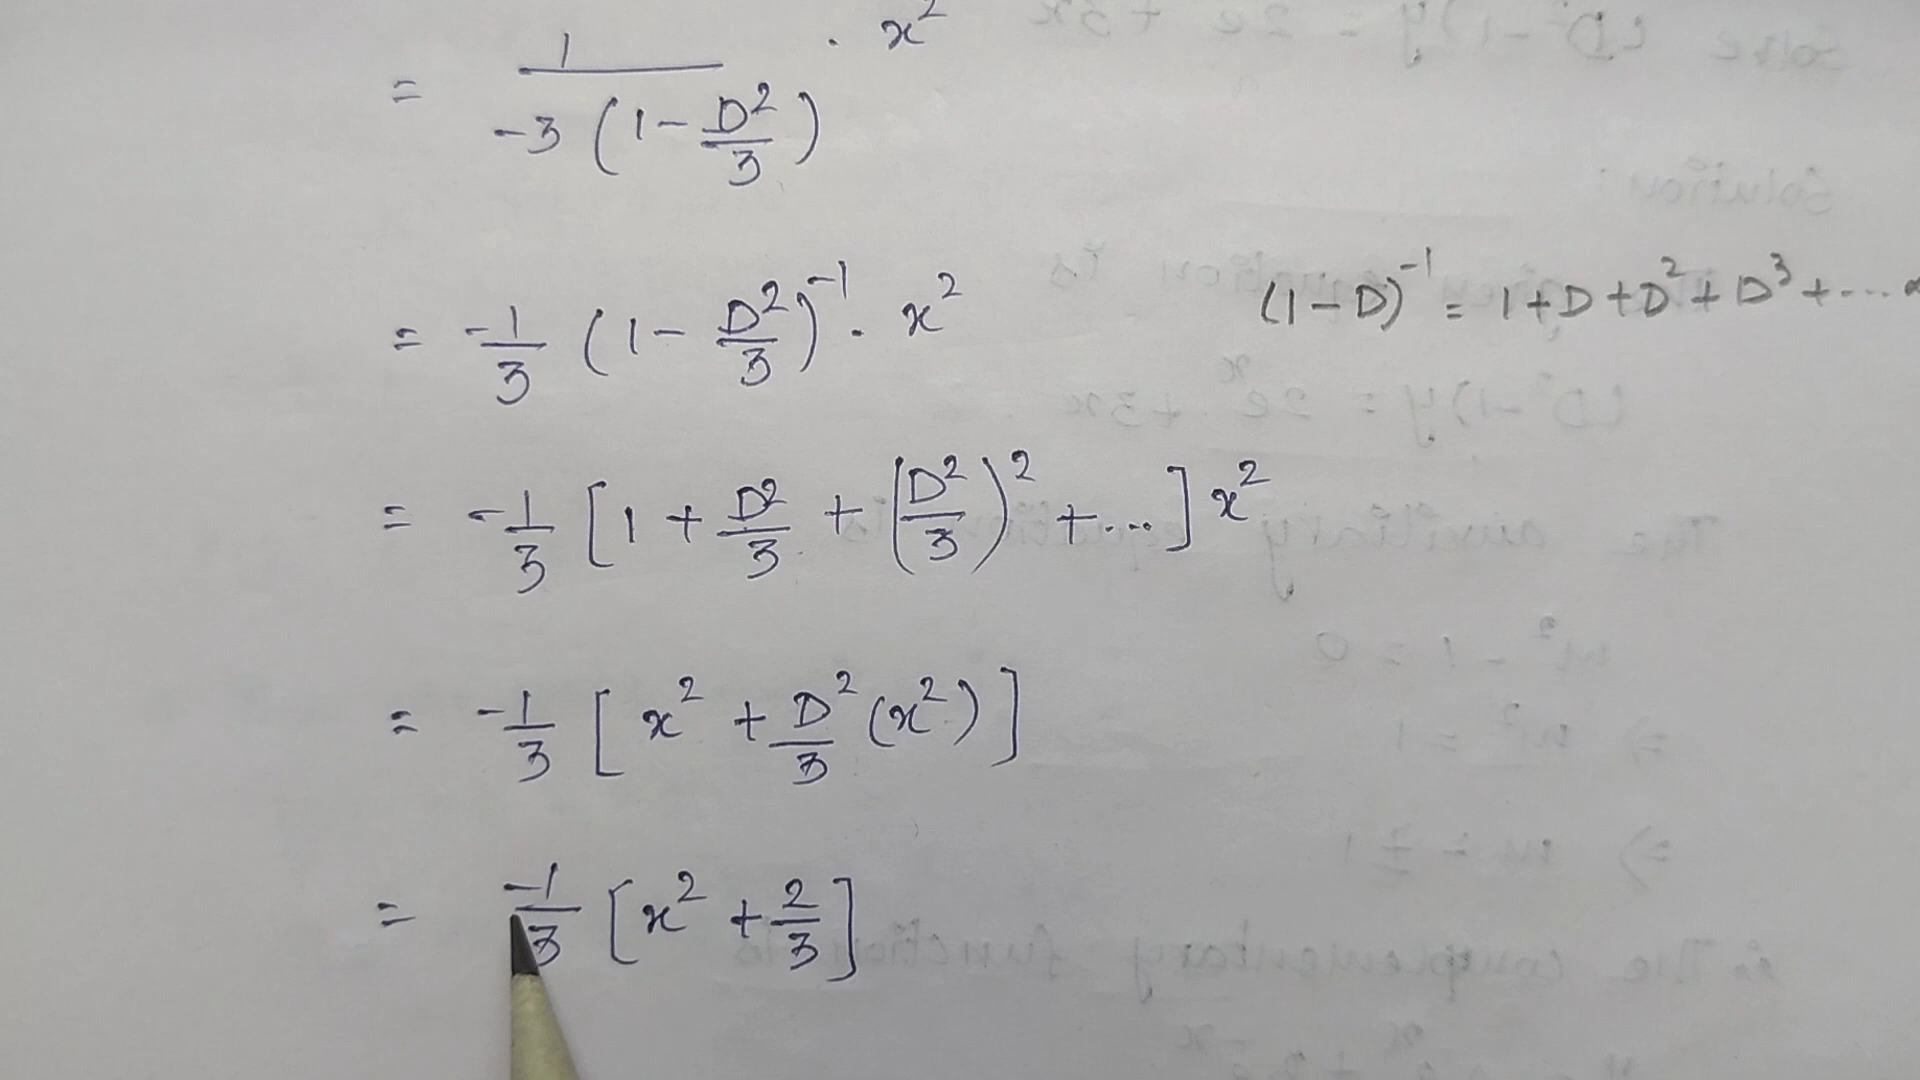 = 1 / -3 (1 - D²/3) . x²
= -1/3 (1 - D²/3)⁻¹ . x²
(1-D)⁻¹ = 1+D+D²+D³+... ∞
= -1/3 [1 + D²/3 + (D²/3)² + ...] x²
= -1/3 [x² + D²/3 (x²)]
= -1/3 [x² + 2/3]